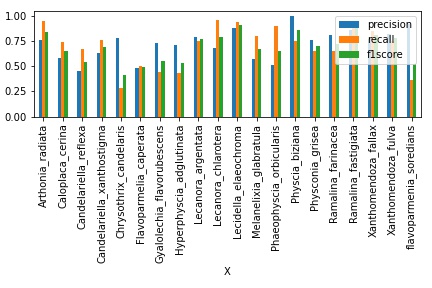 1.00
0.75
0.50
0.25
0.00
precision
recall
f1score
Arthonia_radiata
Caloplaca_cerina
Candelariella_reflexa
Candelariella_xanthostigma
Chrysothrix_candelaris
Flavoparmelia_caperata
Gyalolechia_flavorubescens
Hyperphyscia_adglutinata
Lecanora_argentata
Lecanora_chlarotera
Lecidella_elaeochroma
Melanelixia_glabratula
Phaeophyscia_orbicularis
Physcia_biziana
Physconia_grisea
Ramalina_farinacea
Ramalina_fastigiata
Xanthomendoza_fallax
Xanthomendoza_fulva
flavoparmenia_soredians
X